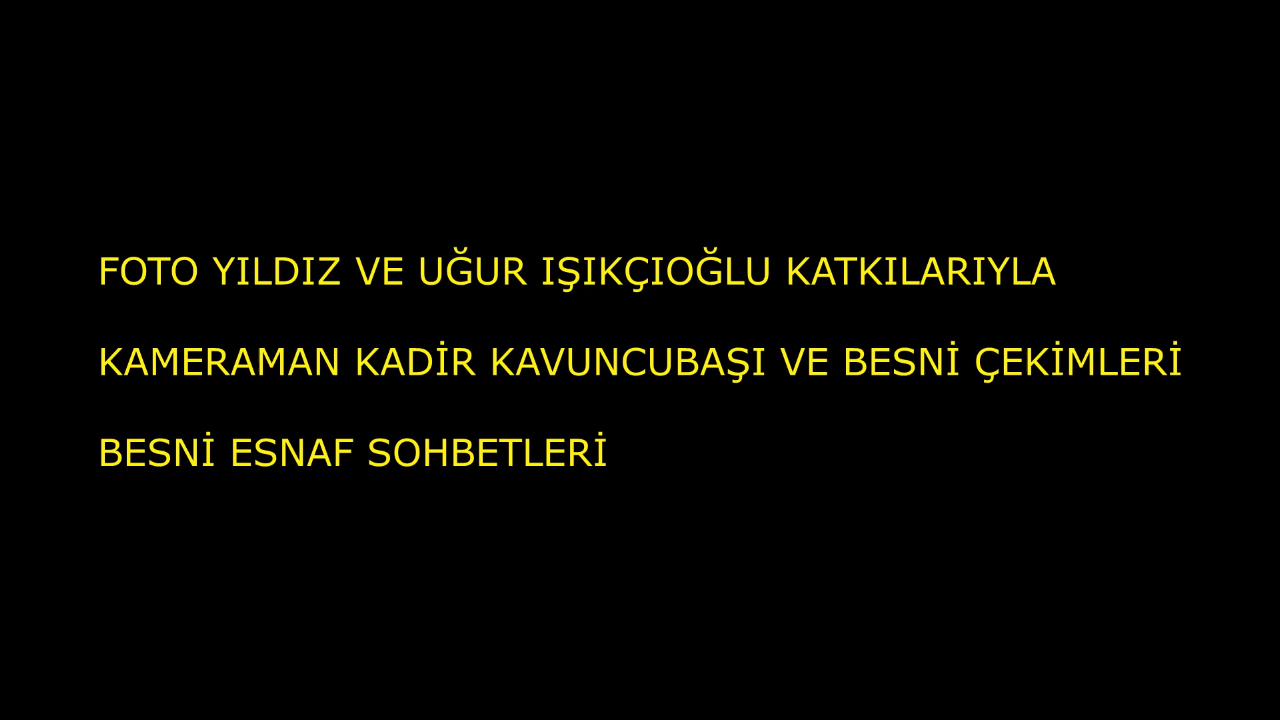 FOTO YILDIZ VE UĞUR IŞIKÇIOĞLU KATKILARIYLA
KAMERAMAN KADİR KAVUNCUBAŞI VE BESNİ ÇEKİMLERİ
BESNİ ESNAF SOHBETLERİ